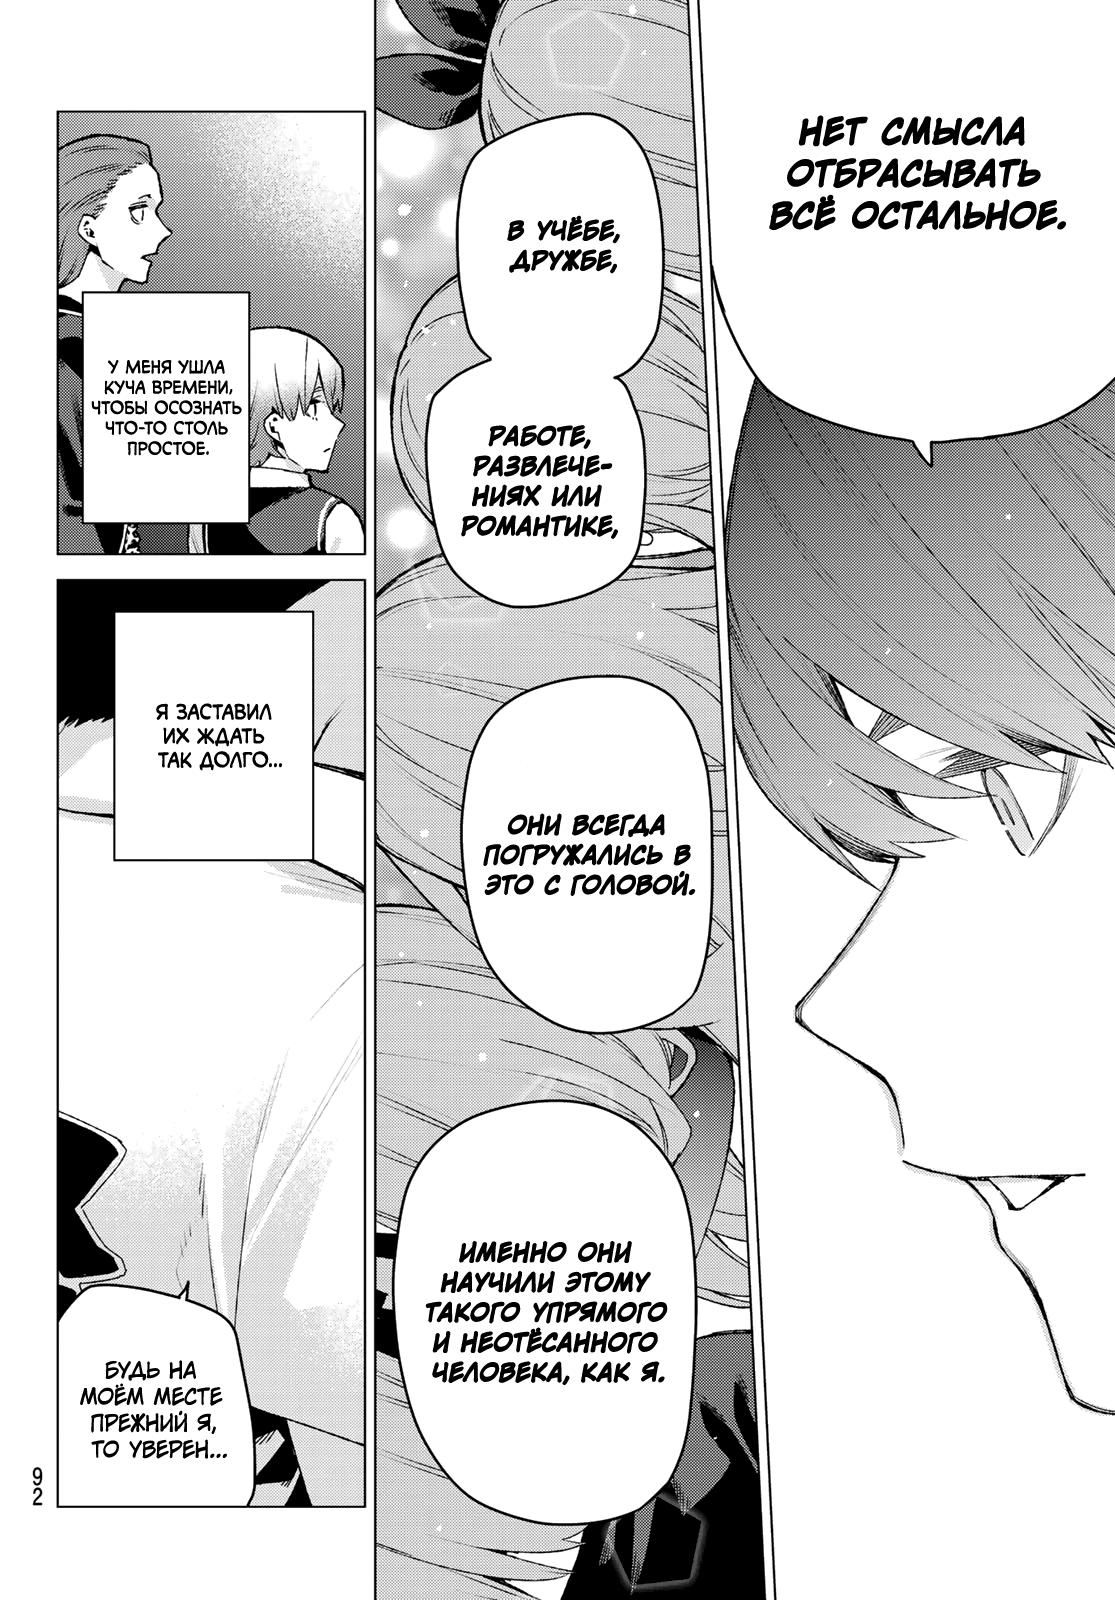 НЕТ СМЫСЛА
ОТБРАСЫВАТЬ
ВСЁ ОСТАЛЬНОЕ.
В УЧЁБЕ,
ДРУЖБЕ,
РАБОТЕ,
РАЗВЛЕЧЕ-
НИЯХ ИЛИ
РОМАНТИКЕ,
ОНИ ВСЕГДА
ПОГРУЖАЛИСЬ В
ЭТО С ГОЛОВОЙ.
ИМЕННО ОНИ
НАУЧИЛИ ЭТОМУ
ТАКОГО УПРЯМОГО
И НЕОТЁСАННОГО
ЧЕЛОВЕКА, КАК Я.
У МЕНЯ УШЛА
КУЧА ВРЕМЕНИ,
ЧТОБЫ ОСОЗНАТЬ
ЧТО-ТО СТОЛЬ
ПРОСТОЕ.
Я ЗАСТАВИЛ
ИХ ЖДАТЬ
ТАК ДОЛГО...
БУДЬ НА
МОЁМ МЕСТЕ
ПРЕЖНИЙ Я,
ТО УВЕРЕН...
92